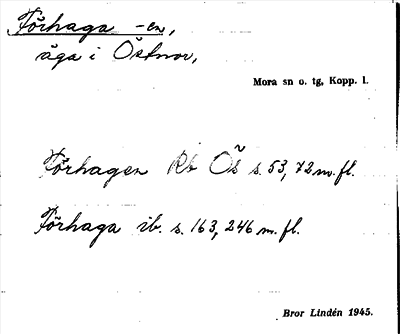 Förhaga -en,
äga i Östnor,
Mora sn o. tg, Kopp. l.
Förhagen Rb Ös s. 53, 72 m. fl.
Förhaga ib. s. 163, 246 m. fl.
Bror Lindén 1945.